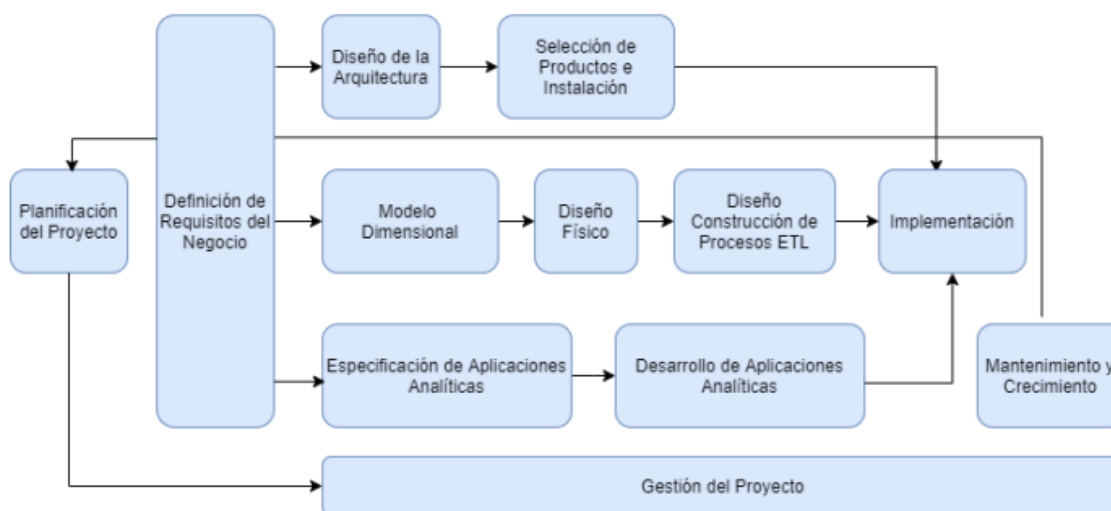 Diseño de la
Arquitectura
Selección de
Productos e
Instalación
Planificación
del Proyecto
Definición de
Requisitos del
Negocio
Modelo
Dimensional
Diseño
Físico
Diseño
Construcción de
Procesos ETL
Implementación
Especificación de Aplicaciones
Analíticas
Desarrollo de Aplicaciones
Analíticas
Mantenimiento y
Crecimiento
Gestión del Proyecto